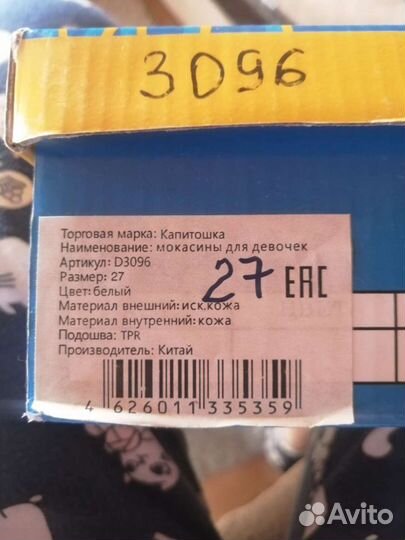 3096
Торговая марка: Капитошка
Наименование: мокасины для девочек
Артикул: D3096
Размер: 27
Цвет: белый
27 EAC
Материал внешний: иск.кожа
Материал внутренний: кожа
Подошва: TPR
Производитель: Китай
4 626011 335359
Avito